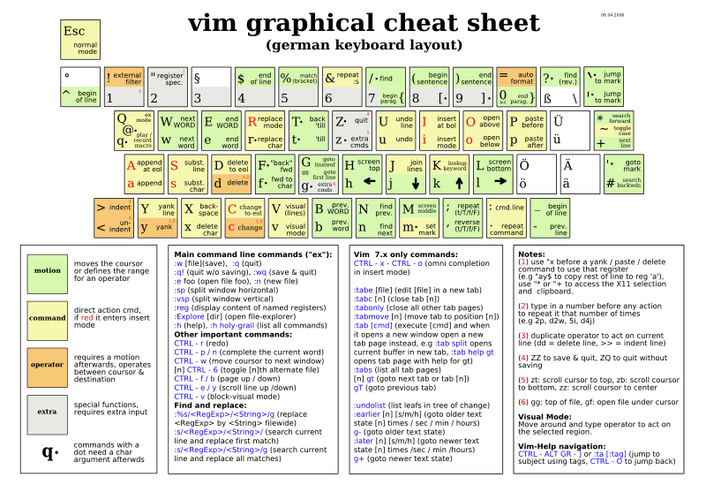 vim graphical cheat sheet
(german keyboard layout)
06.04.2008
Esc
normal
mode
° ^ begin of line
! external filter 1
" register spec. 2
§ 3
$ end of line 4
% match (bracket) 5
& repeat :s 6
/· find 7 begin parag. {
( begin sentence 8 [·
) end sentence 9 ]·
= auto format 0 end parag. }
?· find (rev.) ß \
`· jump to mark
'· jump to mark
Q ex mode @· q· play / record macro
W next WORD w next word
E end WORD e end word
R replace mode r· replace char
T· back 'till t· 'till
Z· quit z· extra cmds
U undo line u undo
I insert at bol i insert mode
O open above o open below
P paste before p paste after
Ü ü
* search forward ~ toggle case + next line
A append at eol a append
S subst. line s subst. char
D delete to eol d delete
F· "back" fwd f· fwd to char
G goto line/eof gg goto first line g· extra cmds
H screen top h
J join lines j
K lookup keyword k
L screen bottom l
Ö ö
Ä ä
' goto mark # search backwds
> indent < un-indent
Y yank line y yank
X back-space x delete char
C change to eol c change
V visual (lines) v visual mode
B prev. WORD b prev. word
N find prev. n find next
M screen middle m· set mark
; repeat (t/T/f/F) , reverse (t/T/f/F)
: cmd.line · repeat command
_ begin of line - prev. line
motion moves the coursor
or defines the range
for an operator
command direct action cmd,
if red it enters insert
mode
operator requires a motion
afterwards, operates
between coursor &
destination
extra special functions,
requires extra input
q· commands with a
dot need a char
argument afterwds
Main command line commands ("ex"):
:w [file](save), :q (quit)
:q! (quit w/o saving), :wq (save & quit)
:e foo (open file foo), :n (new file)
:sp (split window horizontal)
:vsp (split window vertical)
:reg (display content of named registers)
:Explore [dir] (open file-explorer)
:h (help), :h holy-grail (list all commands)
Other important commands:
CTRL - r (redo)
CTRL - p / n (complete the current word)
CTRL - w (move coursor to next window)
[n] CTRL - 6 (toggle [n]th alternate file)
CTRL - f / b (page up / down)
CTRL - e / y (scroll line up /down)
CTRL - v (block-visual mode)
Find and replace:
:%s/<RegExp>/<String>/g (replace
<RegExp> by <String> filewide)
:s/<RegExp>/<String>/ (search current
line and replace first match)
:s/<RegExp>/<String>/g (search current
line and replace all matches)
Vim 7.x only commands:
CTRL - x - CTRL - o (omni completion
in insert mode)
:tabe [file] (edit [file] in a new tab)
:tabc [n] (close tab [n])
:tabonly (close all other tab pages)
:tabmove [n] (move tab to position [n])
:tab [cmd] (execute [cmd] and when
it opens a new window open a new
tab page instead, e.g :tab split opens
current buffer in new tab, :tab help gt
opens tab page with help for gt)
:tabs (list all tab pages)
[n] gt (goto next tab or tab [n])
gT (goto previous tab)
:undolist (list leafs in tree of change)
:earlier [n] [s/m/h] (goto older text
state [n] times / sec / min / hours)
g- (goto older text state)
:later [n] [s/m/h] (goto newer text
state [n] times /sec / min /hours)
g+ (goto newer text state)
Notes:
(1) use "x before a yank / paste / delete
command to use that register
(e.g "ay$ to copy rest of line to reg 'a'),
use "* or "+ to access the X11 selection
and clipboard.
(2) type in number before any action
to repeat it that number of times
(e.g 2p, d2w, 5i, d4j)
(3) duplicate operator to act on current
line (dd = delete line, >> = indent line)
(4) ZZ to save & quit, ZQ to quit without
saving
(5) zt: scroll cursor to top, zb: scroll coursor
to bottom, zz: scroll cursor to center
(6) gg: top of file, gf: open file under cursor
Visual Mode:
Move around and type operator to act on
the selected region.
Vim-Help navigation:
CTRL - ALT GR - ] or :ta [:tag] (jump to
subject using tags, CTRL - O to jump back)